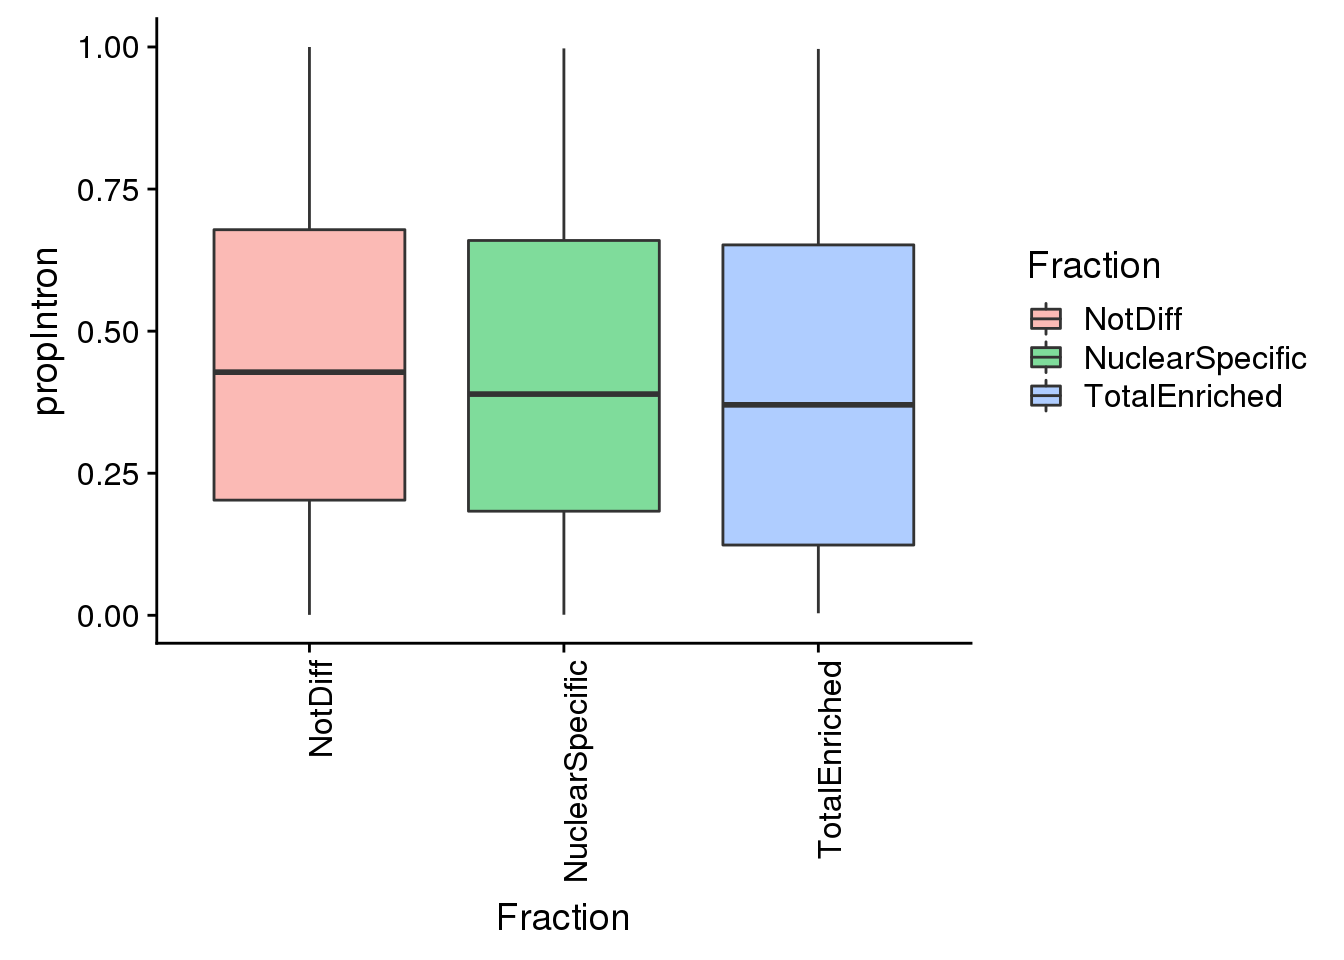 1.00
0.75
0.50
0.25
0.00
propIntron
NotDiff
NuclearSpecific
TotalEnriched
Fraction
Fraction
NotDiff
NuclearSpecific
TotalEnriched